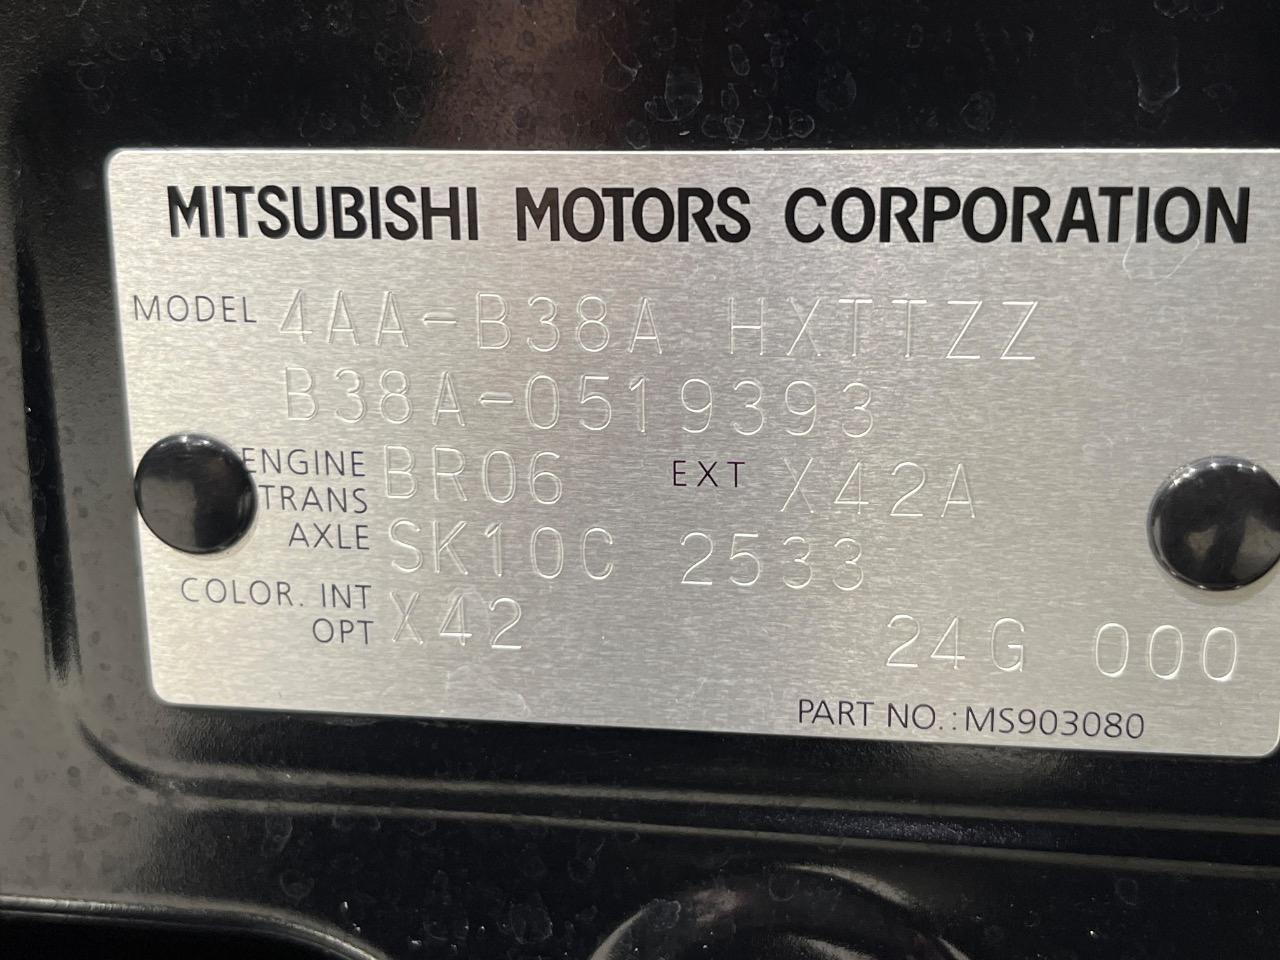 MITSUBISHI MOTORS CORPORATION
MODEL 4AA-B38A HXTTZZ
B38A-0519393
ENGINE BR06 EXT X42A
TRANS
AXLE SK10C 2533
COLOR. INT X42
OPT 24G 000
PART NO.: MS903080